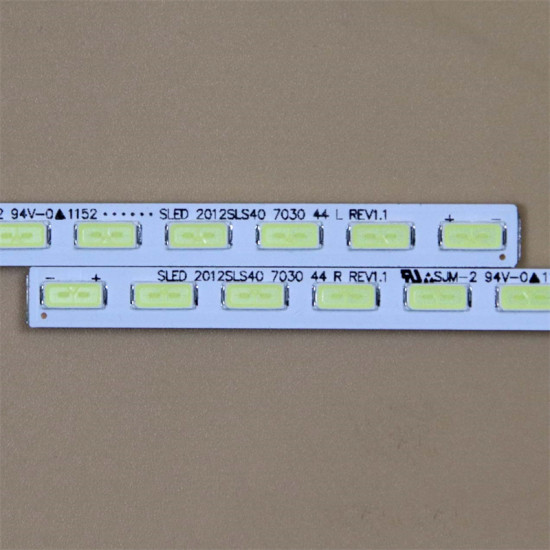 2 94V-0▲1152 ······ SLED 2012SLS40 7030 44 L REV1.1
+ −
− +
SLED 2012SLS40 7030 44 R REV1.1 SJM-2 94V-0▲1